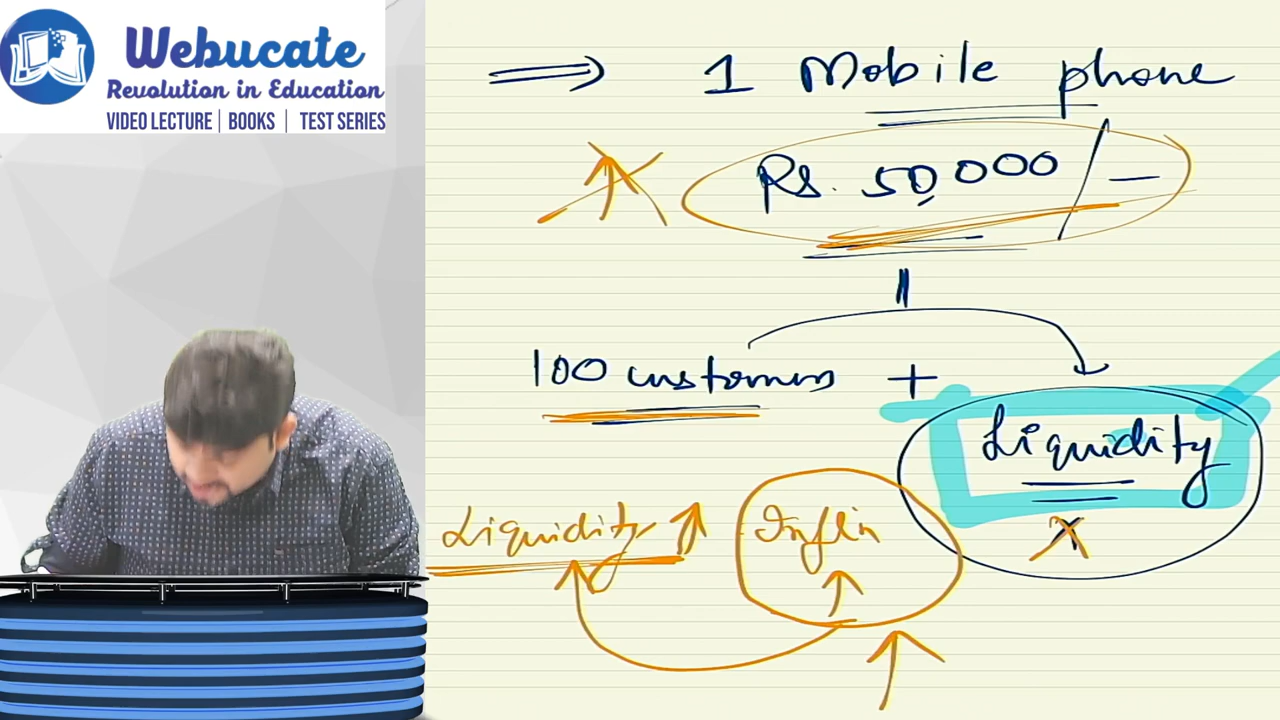 Webucate
Revolution in Education
VIDEO LECTURE | BOOKS | TEST SERIES
⇒ 1 Mobile phone
Rs. 50,000/-
100 customers + Liquidity
x
Liquidity ↑ Infln ↑